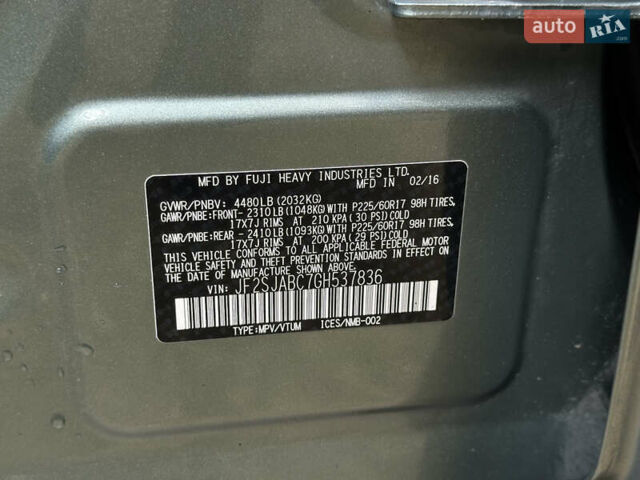 auto RIA.com
MFD BY FUJI HEAVY INDUSTRIES LTD.
MFD IN 02/16
GVWR/PNBV: 4480LB (2032KG)
GAWR/PNBE:FRONT- 2310LB (1048KG)WITH P225/60R17 98H TIRES,
17X7J RIMS AT 210 KPA (30 PSI)COLD
GAWR/PNBE:REAR - 2410LB (1093KG)WITH P225/60R17 98H TIRES,
17X7J RIMS AT 200 KPA (29 PSI)COLD
THIS VEHICLE CONFORMS TO ALL APPLICABLE FEDERAL MOTOR
VEHICLE SAFETY, BUMPER, AND THEFT PREVENTION STANDARDS IN EFFECT ON
THE DATE OF MANUFACTURE SHOWN ABOVE.
VIN: JF2SJABC7GH537836
TYPE:MPV/VTUM ICES/NMB-002